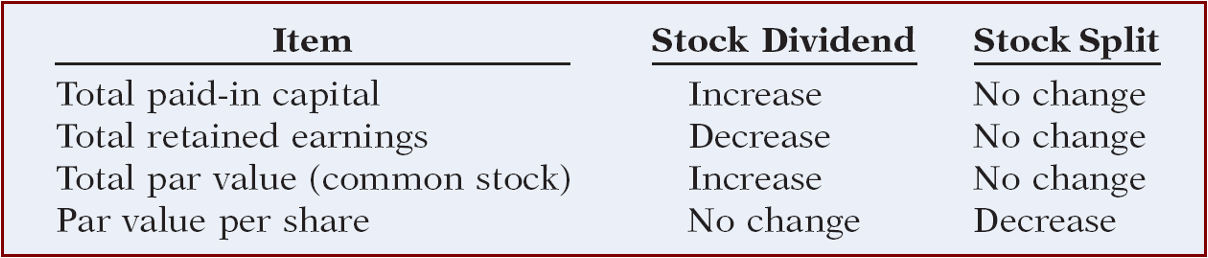 Item Stock Dividend Stock Split
Total paid-in capital Increase No change
Total retained earnings Decrease No change
Total par value (common stock) Increase No change
Par value per share No change Decrease